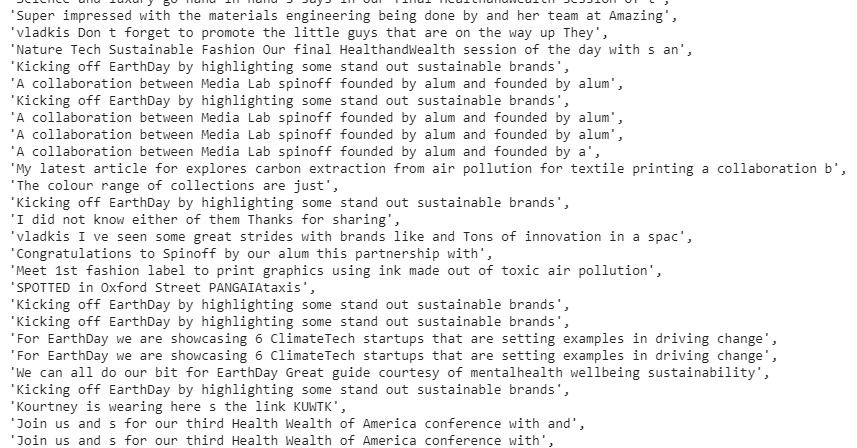 'Science and luxury go hand in hand s says in our final HealthandWealth session of t',
'Super impressed with the materials engineering being done by and her team at Amazing',
'vladkis Don t forget to promote the little guys that are on the way up They',
'Nature Tech Sustainable Fashion Our final HealthandWealth session of the day with s an',
'Kicking off EarthDay by highlighting some stand out sustainable brands',
'A collaboration between Media Lab spinoff founded by alum and founded by alum',
'Kicking off EarthDay by highlighting some stand out sustainable brands',
'A collaboration between Media Lab spinoff founded by alum and founded by alum',
'A collaboration between Media Lab spinoff founded by alum and founded by alum',
'A collaboration between Media Lab spinoff founded by alum and founded by a',
'My latest article for explores carbon extraction from air pollution for textile printing a collaboration b',
'The colour range of collections are just',
'Kicking off EarthDay by highlighting some stand out sustainable brands',
'I did not know either of them Thanks for sharing',
'vladkis I ve seen some great strides with brands like and Tons of innovation in a spac',
'Congratulations to Spinoff by our alum this partnership with',
'Meet 1st fashion label to print graphics using ink made out of toxic air pollution',
'SPOTTED in Oxford Street PANGAIAtaxis',
'Kicking off EarthDay by highlighting some stand out sustainable brands',
'Kicking off EarthDay by highlighting some stand out sustainable brands',
'For EarthDay we are showcasing 6 ClimateTech startups that are setting examples in driving change',
'For EarthDay we are showcasing 6 ClimateTech startups that are setting examples in driving change',
'We can all do our bit for EarthDay Great guide courtesy of mentalhealth wellbeing sustainability',
'Kicking off EarthDay by highlighting some stand out sustainable brands',
'Kourtney is wearing here s the link KUWTK',
'Join us and s for our third Health Wealth of America conference with and',
'Join us and s for our third Health Wealth of America conference with',